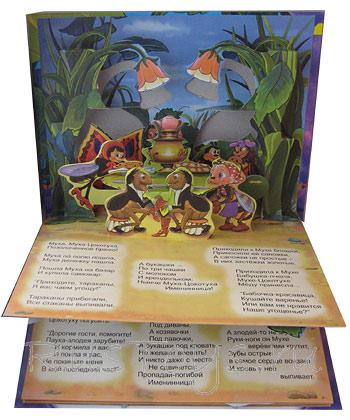 Муха, Муха-Цокотуха,
Позолоченное брюхо!
Муха по полю пошла,
Муха денежку нашла.
Пошла Муха на базар
И купила самовар:
"Приходите, тараканы,
Я вас чаем угощу!"
Тараканы прибегали,
Все стаканы выпивали,
А букашки —
По три чашки
С молоком
И крендельком:
Нынче Муха-Цокотуха
Именинница!
Приходили к Мухе блошки,
Приносили ей сапожки,
А сапожки не простые —
В них застежки золотые.
Приходила к Мухе
Бабушка-пчела,
Мухе-Цокотухе
Меду принесла
"Бабочка-красавица,
Кушайте варенье!
Или вам не нравится
Наше угощенье?"
"Дорогие гости, помогите!
Паука-злодея зарубите!
И кормила я вас,
И поила я вас,
Не покиньте меня
В мой последний час!"
Под диваны,
А козявочки
Под лавочки,
А букашки под кровать —
Не желают воевать!
И никто даже с места
Не сдвинется:
Пропадай-погибай
Именинница!
А злодей-то не
Руки-ноги он Мухе
верёвками крутит,
Зубы острые
в самое сердце вонзает
И кровь у неё
выпивает.